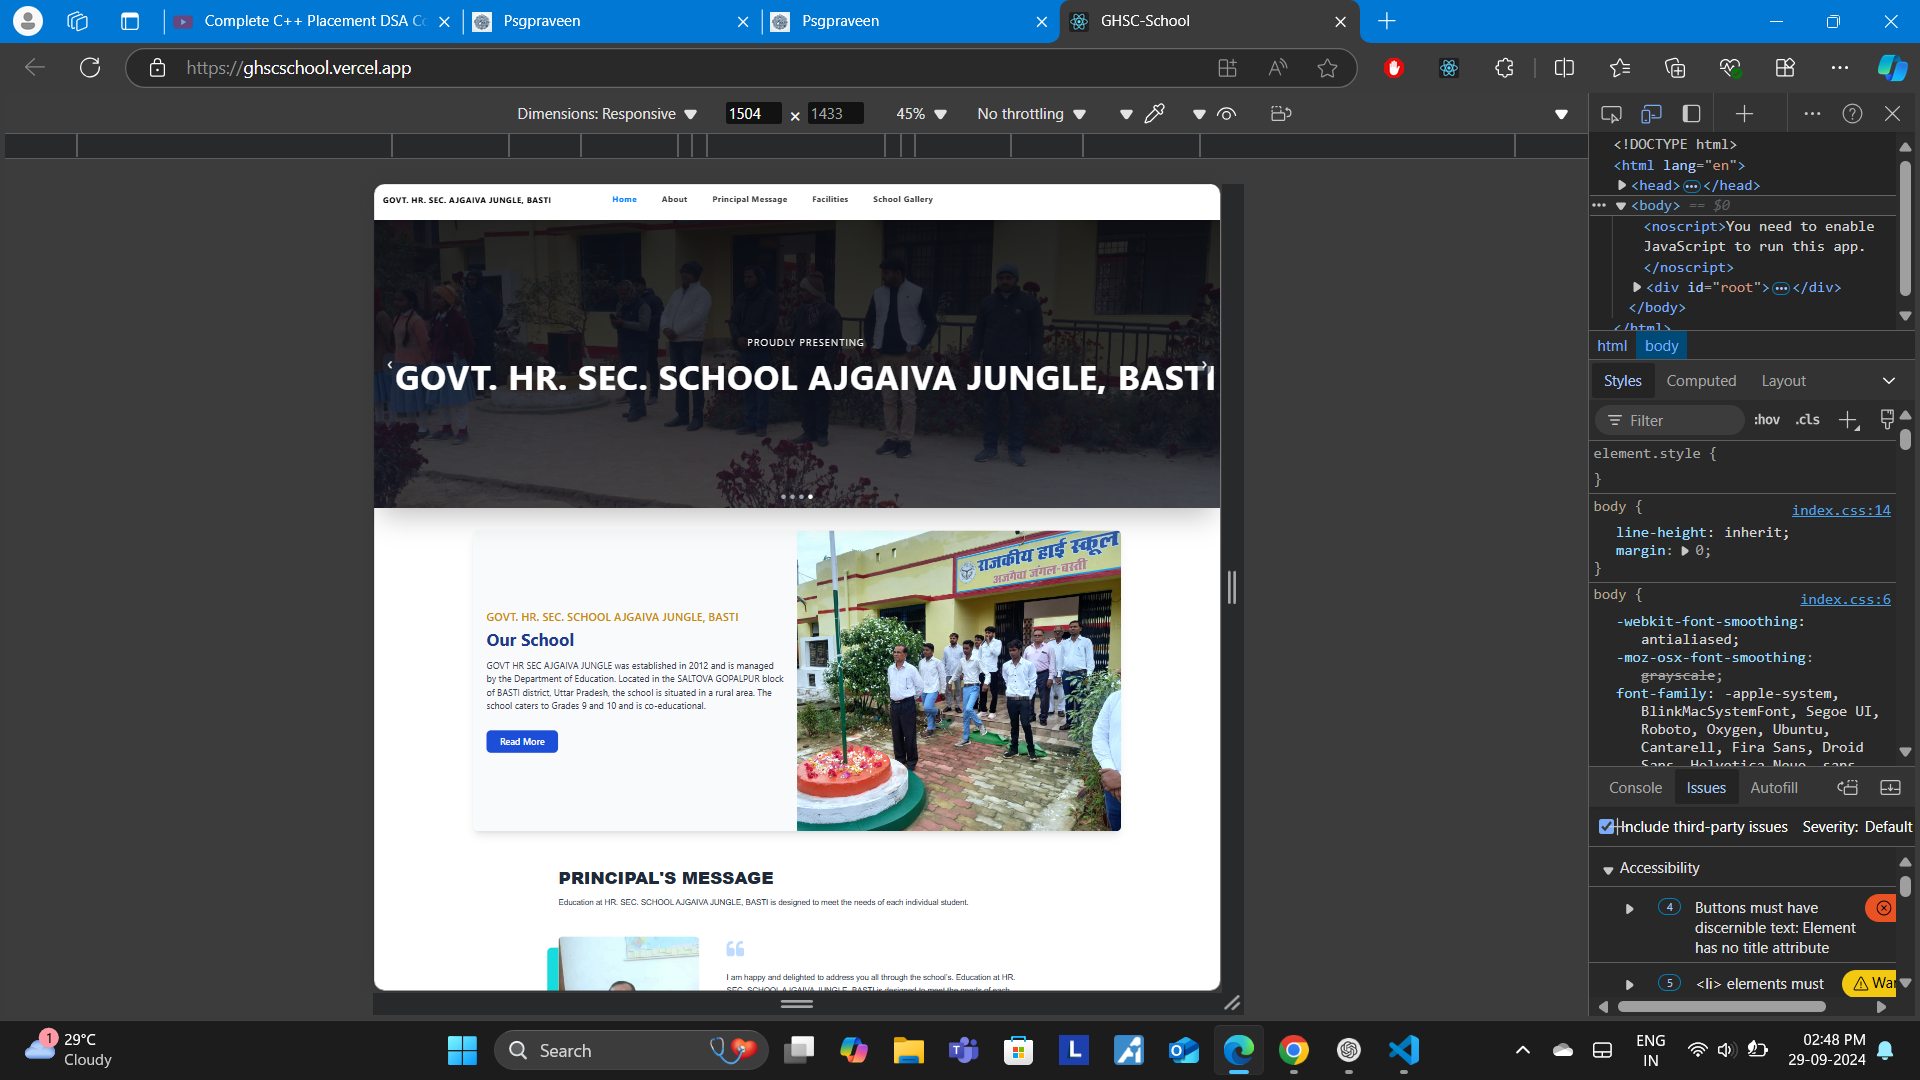 Complete C++ Placement DSA Co
Psgpraveen
Psgpraveen
GHSC-School
https://ghscschool.vercel.app
Dimensions: Responsive
1504
×
1433
45%
No throttling
GOVT. HR. SEC. AJGAIVA JUNGLE, BASTI
Home
About
Principal Message
Facilities
School Gallery
PROUDLY PRESENTING
GOVT. HR. SEC. SCHOOL AJGAIVA JUNGLE, BASTI
GOVT. HR. SEC. SCHOOL AJGAIVA JUNGLE, BASTI
Our School
GOVT HR SEC AJGAIVA JUNGLE was established in 2012 and is managed
by the Department of Education. Located in the SALTOVA GOPALPUR block
of BASTI district, Uttar Pradesh, the school is situated in a rural area. The
school caters to Grades 9 and 10 and is co-educational.
Read More
राजकीय हाई स्कूल
अजगैवा जंगल-बस्ती
PRINCIPAL'S MESSAGE
Education at HR. SEC. SCHOOL AJGAIVA JUNGLE, BASTI is designed to meet the needs of each individual student.
I am happy and delighted to address you all through the school's. Education at HR.
SEC. SCHOOL AJGAIVA JUNGLE, BASTI is designed to meet the needs of each
<!DOCTYPE html>
<html lang="en">
<head>
</head>
<body> == $0
<noscript>You need to enable
JavaScript to run this app.
</noscript>
<div id="root">
</div>
</body>
</html>
html
body
Styles
Computed
Layout
Filter
:hov
.cls
element.style {
}
body {
index.css:14
line-height: inherit;
margin: 0;
}
body {
index.css:6
-webkit-font-smoothing:
antialiased;
-moz-osx-font-smoothing:
grayscale;
font-family: -apple-system,
BlinkMacSystemFont, Segoe UI,
Roboto, Oxygen, Ubuntu,
Cantarell, Fira Sans, Droid
Sans, Helvetica Neue, sans
Console
Issues
Autofill
Include third-party issues
Severity: Default
Accessibility
4
Buttons must have
discernible text: Element
has no title attribute
5
<li> elements must
War
1
29°C
Cloudy
Search
ENG
IN
02:48 PM
29-09-2024